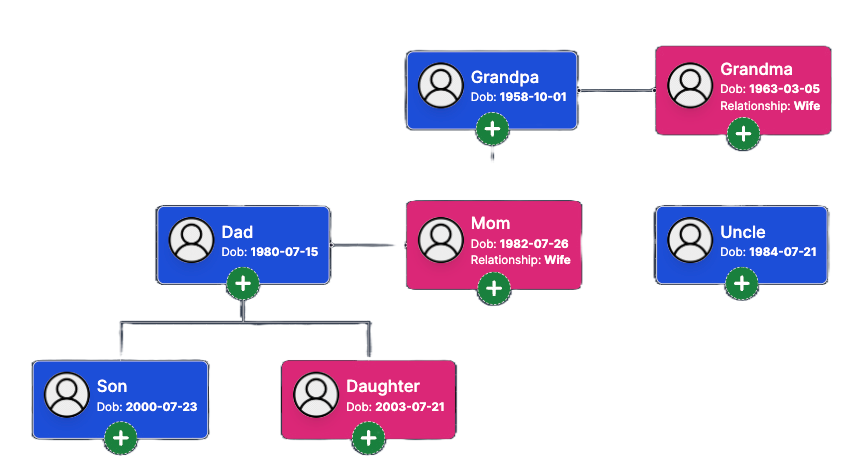 Grandpa
Dob: 1958-10-01
Grandma
Dob: 1963-03-05
Relationship: Wife
Dad
Dob: 1980-07-15
Mom
Dob: 1982-07-26
Relationship: Wife
Uncle
Dob: 1984-07-21
Son
Dob: 2000-07-23
Daughter
Dob: 2003-07-21